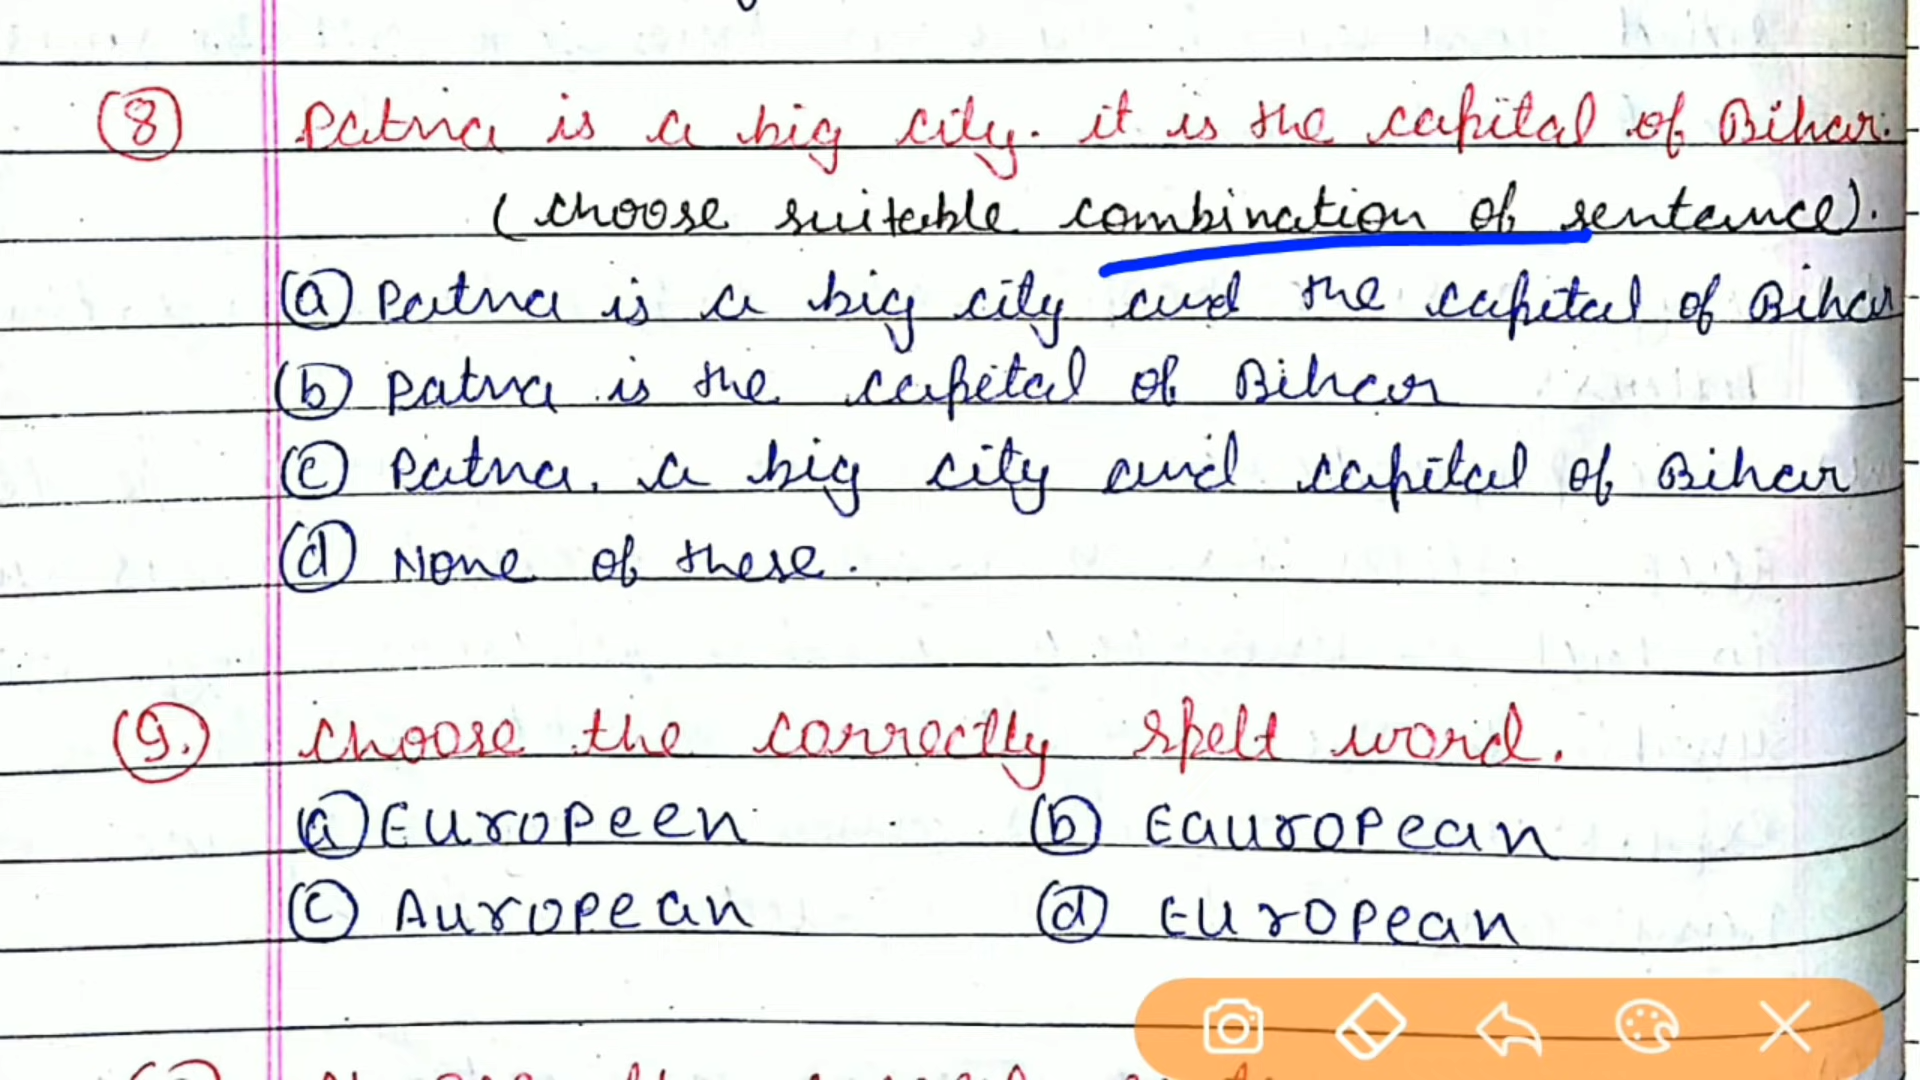 (8) Patna is a big city. it is the capital of Bihar.
(choose suitable combination of sentence).
(a) Patna is a big city and the capital of Bihar
(b) Patna is the capital of Bihar
(c) Patna, a big city and capital of Bihar
(d) None of these.
(9.) choose the correctly spelt word.
(a) Europeen (b) Eauropean
(c) Auropean (d) European